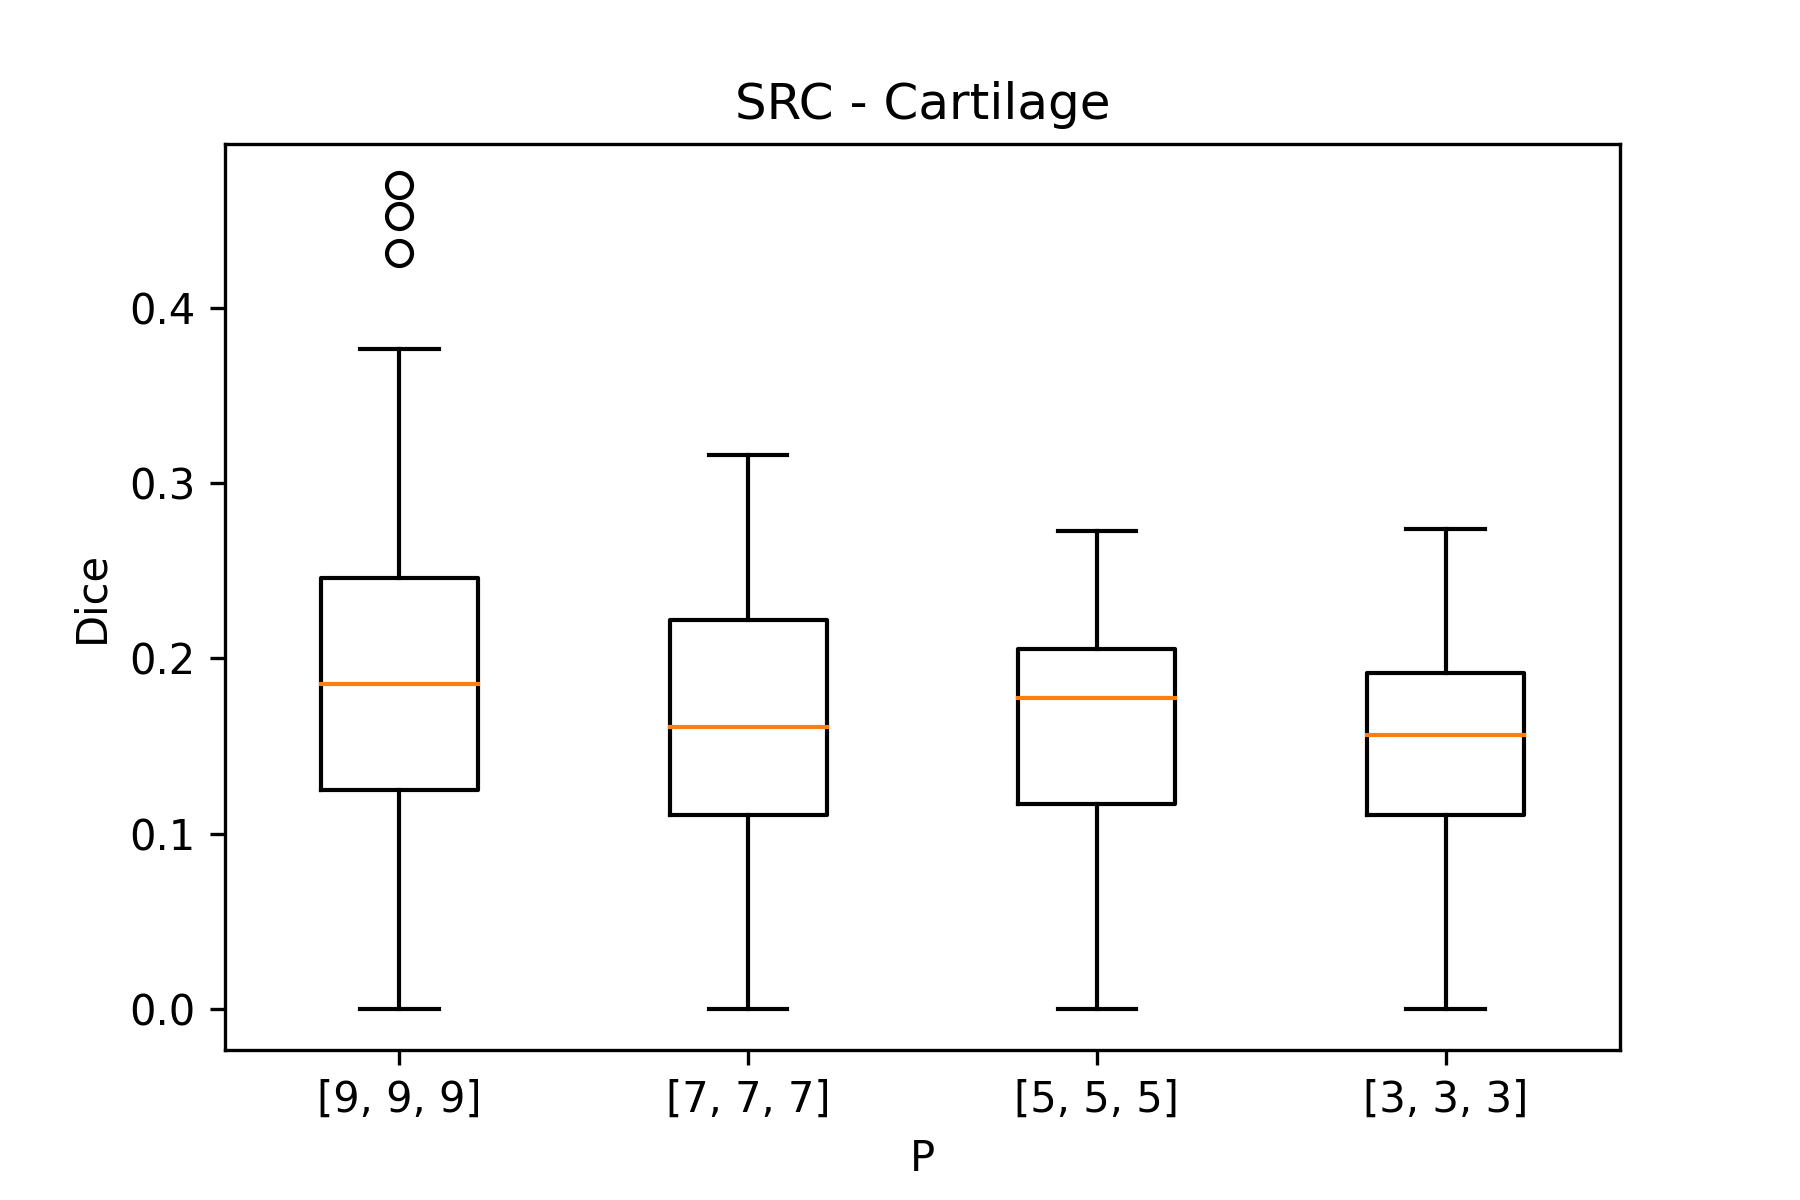 SRC - Cartilage
Dice
0.4
0.3
0.2
0.1
0.0
[9, 9, 9]
[7, 7, 7]
[5, 5, 5]
[3, 3, 3]
P